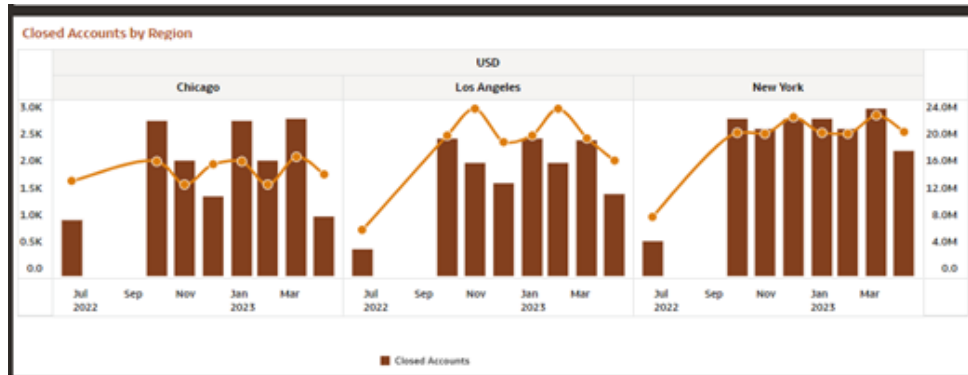 Closed Accounts by Region
USD
Chicago
Los Angeles
New York
3.0K
2.5K
2.0K
1.5K
1.0K
0.5K
0.0
24.0M
20.0M
16.0M
12.0M
8.0M
4.0M
0.0
Jul Sep Nov Jan Mar
2022 2023
Jul Sep Nov Jan Mar
2022 2023
Jul Sep Nov Jan Mar
2022 2023
Closed Accounts